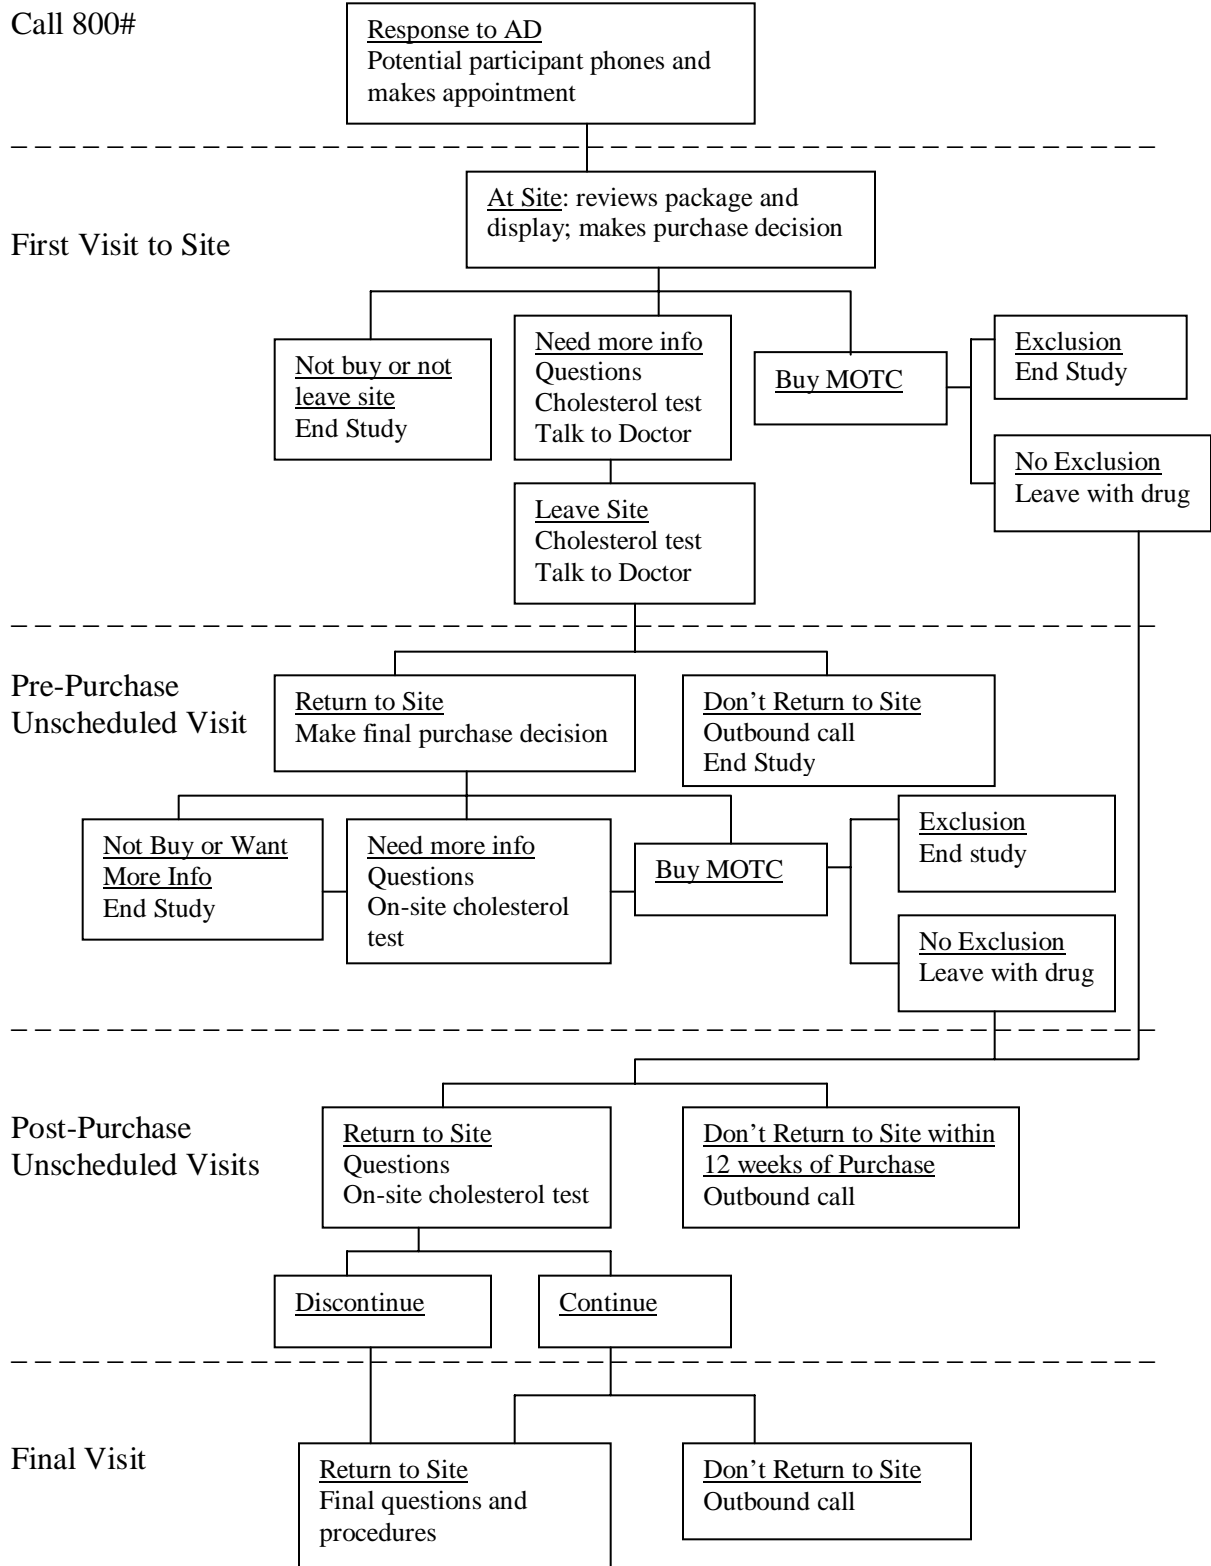 Call 800#
Response to AD
Potential participant phones and
makes appointment
First Visit to Site
At Site: reviews package and
display; makes purchase decision
Not buy or not
leave site
End Study
Need more info
Questions
Cholesterol test
Talk to Doctor
Buy MOTC
Exclusion
End Study
No Exclusion
Leave with drug
Leave Site
Cholesterol test
Talk to Doctor
Pre-Purchase
Unscheduled Visit
Return to Site
Make final purchase decision
Don’t Return to Site
Outbound call
End Study
Not Buy or Want
More Info
End Study
Need more info
Questions
On-site cholesterol
test
Buy MOTC
Exclusion
End study
No Exclusion
Leave with drug
Post-Purchase
Unscheduled Visits
Return to Site
Questions
On-site cholesterol test
Don’t Return to Site within
12 weeks of Purchase
Outbound call
Discontinue
Continue
Final Visit
Return to Site
Final questions and
procedures
Don’t Return to Site
Outbound call